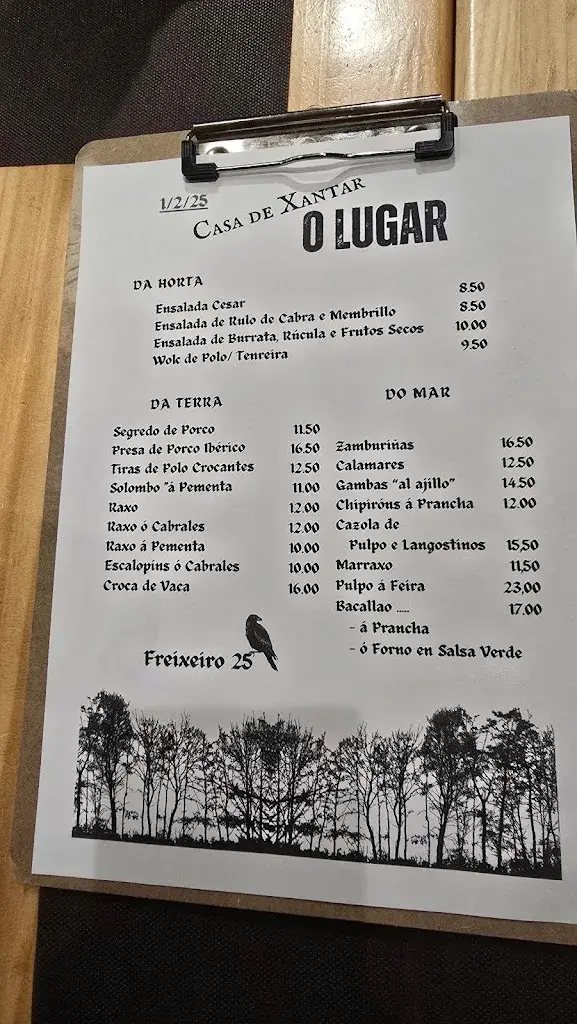 1/2/25
CASA DE XANTAR
O LUGAR
DA HORTA
Ensalada Cesar 8.50
Ensalada de Rulo de Cabra e Membrillo 8.50
Ensalada de Burrata, Rúcula e Frutos Secos 10.00
Wok de Polo/ Tenreira 9.50
DA TERRA
Segredo de Porco 11.50
Presa de Porco Ibérico 16.50
Tiras de Polo Crocantes 12.50
Solombo "á Pementa 11.00
Raxo 12.00
Raxo ó Cabrales 12.00
Raxo á Pementa 10.00
Escalopíns ó Cabrales 10.00
Croca de Vaca 16.00
DO MAR
Zamburiñas 16.50
Calamares 12.50
Gambas "al ajillo" 14.50
Chipiróns á Prancha 12.00
Cazola de
Pulpo e Langostinos 15,50
Marraxo 11,50
Pulpo á Feira 23,00
Bacallao ..... 17.00
- á Prancha
- ó Forno en Salsa Verde
Freixeiro 25